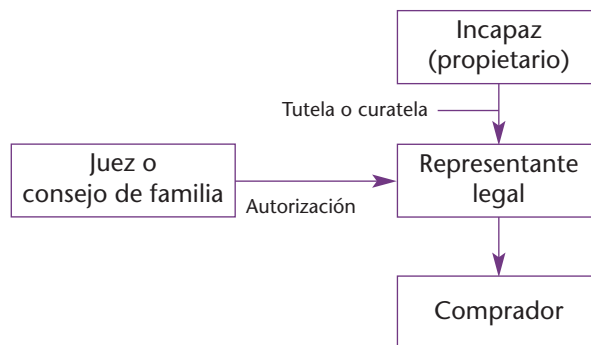 Incapaz
(propietario)
Tutela o curatela
Juez o
consejo de familia
Autorización
Representante
legal
Comprador